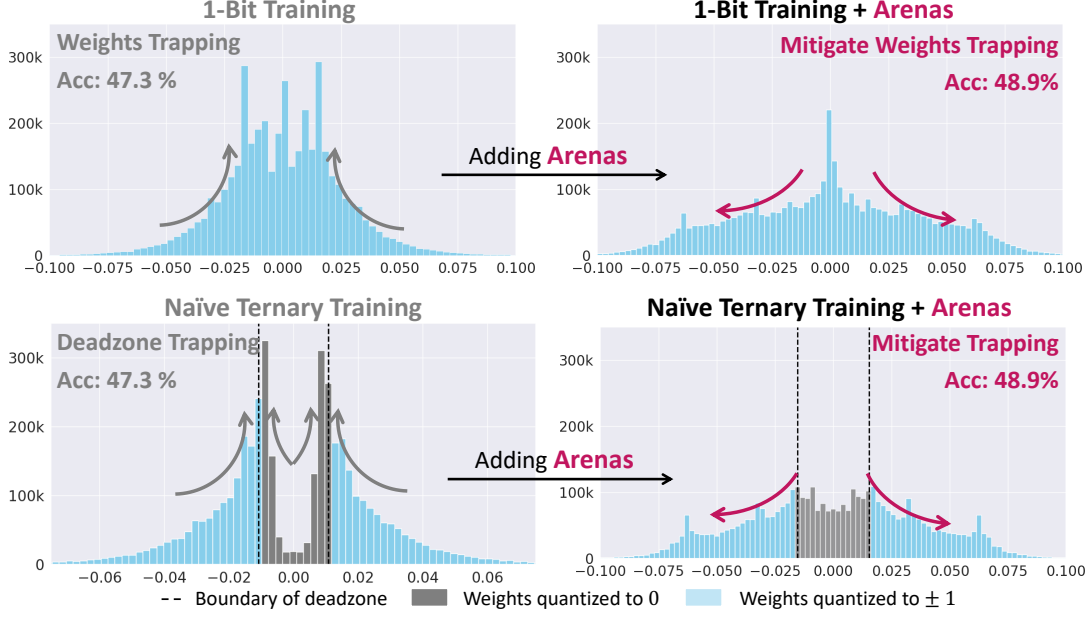 1-Bit Training
Weights Trapping
Acc: 47.3 %
300k
200k
100k
0
−0.100 −0.075 −0.050 −0.025 0.000 0.025 0.050 0.075 0.100
Adding Arenas
1-Bit Training + Arenas
Mitigate Weights Trapping
Acc: 48.9%
300k
200k
100k
0
−0.100 −0.075 −0.050 −0.025 0.000 0.025 0.050 0.075 0.100
Naïve Ternary Training
Deadzone Trapping
Acc: 47.3 %
300k
200k
100k
0
−0.06 −0.04 −0.02 0.00 0.02 0.04 0.06
Adding Arenas
Naïve Ternary Training + Arenas
Mitigate Trapping
Acc: 48.9%
300k
200k
100k
0
−0.100 −0.075 −0.050 −0.025 0.000 0.025 0.050 0.075 0.100
Boundary of deadzone Weights quantized to 0 Weights quantized to ± 1